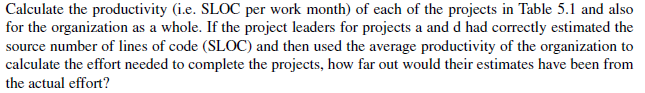 Calculate the productivity (i.e. SLOC per work month) of each of the projects in Table 5.1 and also
for the organization as a whole. If the project leaders for projects a and d had correctly estimated the
source number of lines of code (SLOC) and then used the average productivity of the organization to
calculate the effort needed to complete the projects, how far out would their estimates have been from
the actual effort?